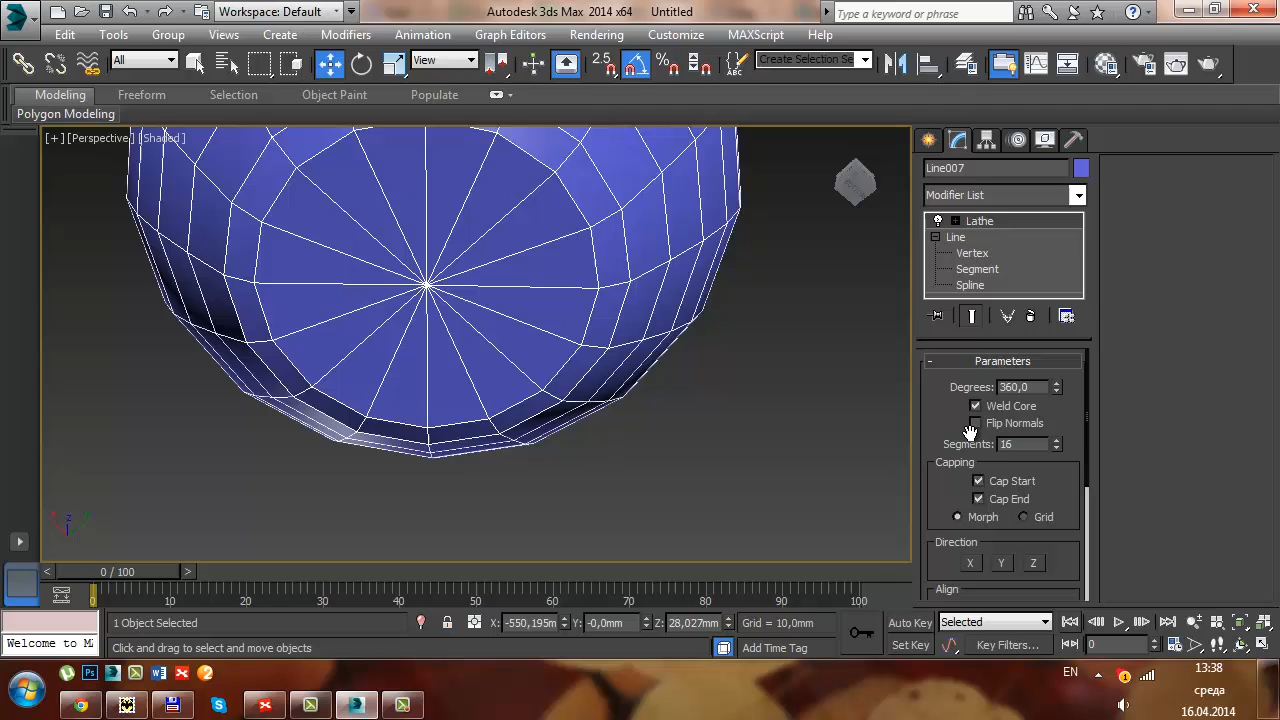 Workspace: Default
Autodesk 3ds Max 2014 x64 Untitled
Type a keyword or phrase
Edit Tools Group Views Create Modifiers Animation Graph Editors Rendering Customize MAXScript Help
All
View
2.5
Create Selection Se
Modeling Freeform Selection Object Paint Populate
Polygon Modeling
[+] [Perspective] [Shaded]
Line007
Modifier List
Lathe
Line
Vertex
Segment
Spline
- Parameters
Degrees: 360,0
Weld Core
Flip Normals
Segments: 16
Capping
Cap Start
Cap End
Morph Grid
Direction
X Y Z
Align
z
< 0 / 100 >
0 10 20 30 40 50 60 70 80 90 100
1 Object Selected
X: -550,195m Y: -0,0mm Z: 28,027mm Grid = 10,0mm
Auto Key Selected
Welcome to Mi
Click and drag to select and move objects
Add Time Tag
Set Key Key Filters... 0
EN
13:38
среда
16.04.2014